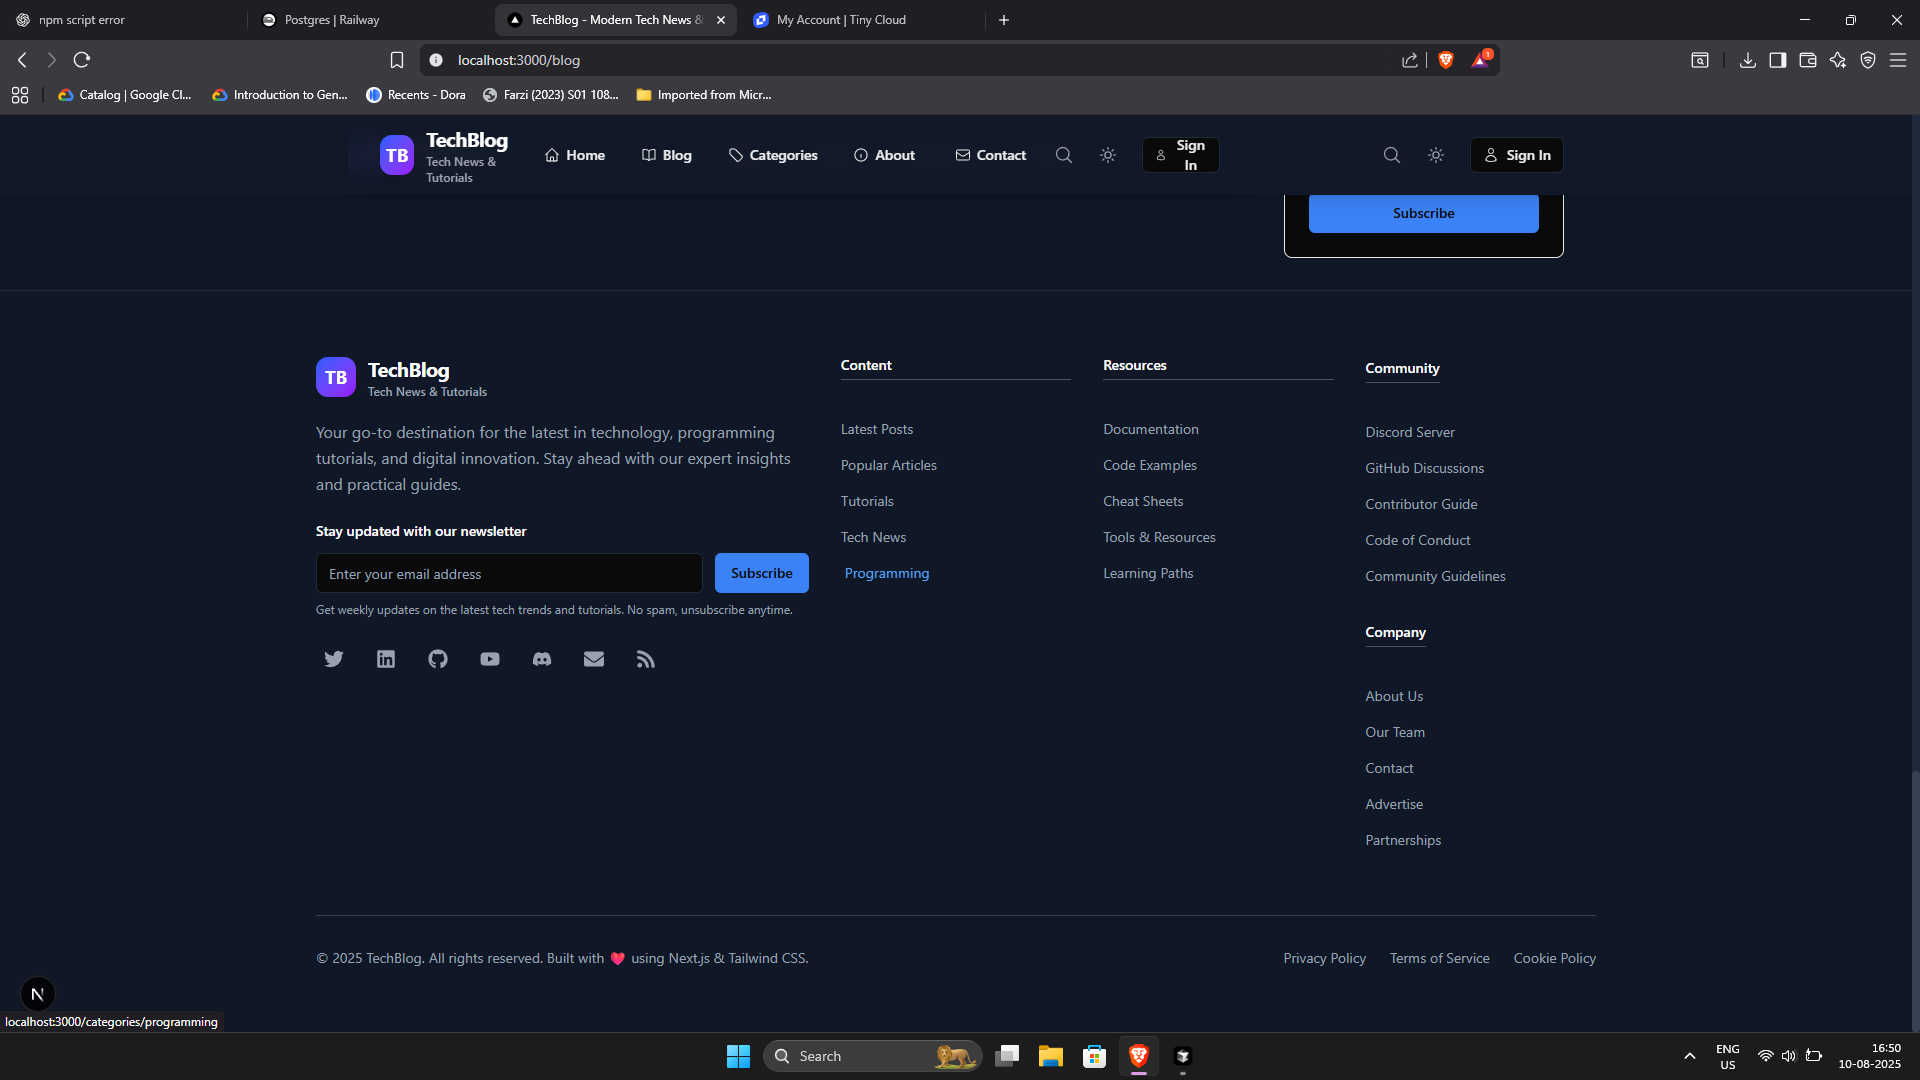 npm script error
Postgres | Railway
TechBlog - Modern Tech News &
My Account | Tiny Cloud
localhost:3000/blog
1
Catalog | Google Cl...
Introduction to Gen...
Recents - Dora
Farzi (2023) S01 108...
Imported from Micr...
TB
TechBlog
Tech News &
Tutorials
Home
Blog
Categories
About
Contact
Sign
In
Sign In
Subscribe
TB
TechBlog
Tech News & Tutorials
Your go-to destination for the latest in technology, programming
tutorials, and digital innovation. Stay ahead with our expert insights
and practical guides.
Stay updated with our newsletter
Enter your email address
Subscribe
Get weekly updates on the latest tech trends and tutorials. No spam, unsubscribe anytime.
Content
Latest Posts
Popular Articles
Tutorials
Tech News
Programming
Resources
Documentation
Code Examples
Cheat Sheets
Tools & Resources
Learning Paths
Community
Discord Server
GitHub Discussions
Contributor Guide
Code of Conduct
Community Guidelines
Company
About Us
Our Team
Contact
Advertise
Partnerships
© 2025 TechBlog. All rights reserved. Built with ❤️ using Next.js & Tailwind CSS.
Privacy Policy
Terms of Service
Cookie Policy
N
localhost:3000/categories/programming
Search
ENG
US
16:50
10-08-2025